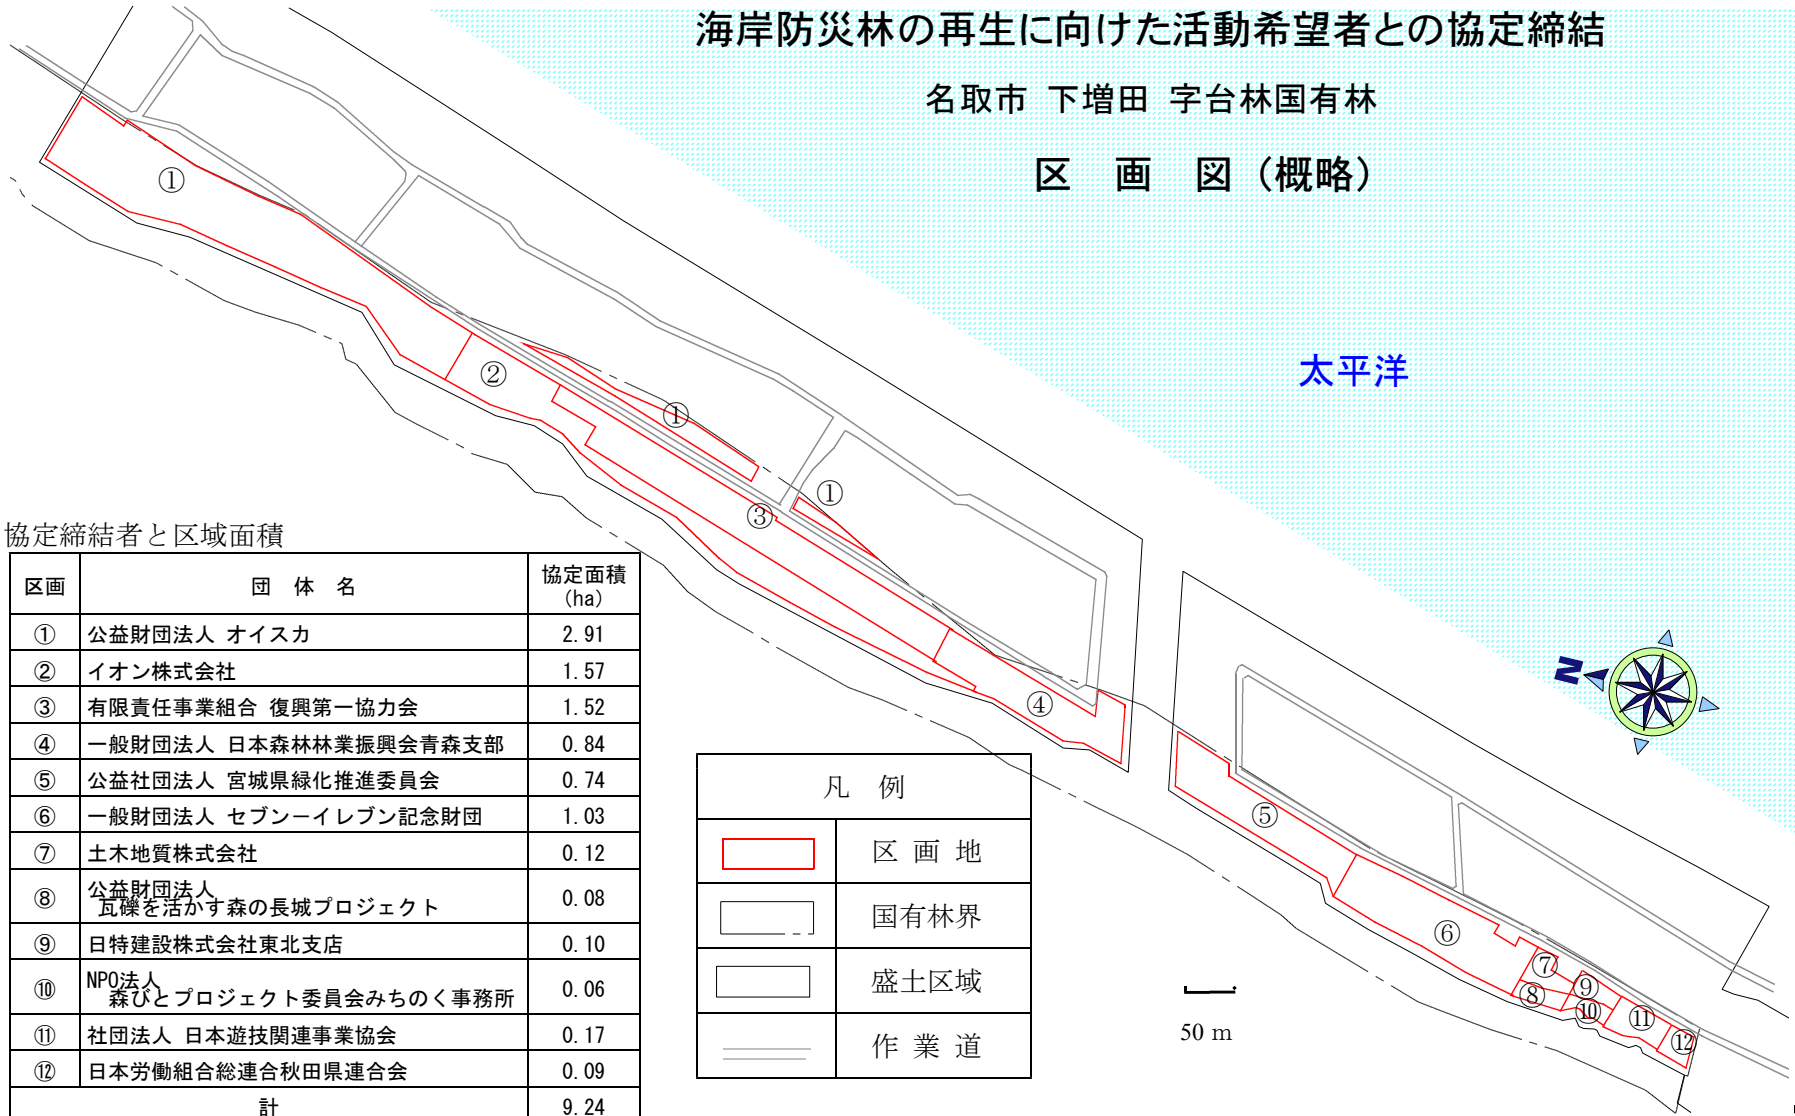 海岸防災林の再生に向けた活動希望者との協定締結
名取市 下増田 字台林国有林
区 画 図（概略）
太平洋
N
①
②
①
①
③
④
⑤
⑥
⑦
⑧
⑨
⑩
⑪
⑫
50 m
協定締結者と区域面積
区画 団 体 名 協定面積
(ha)
① 公益財団法人 オイスカ 2.91
② イオン株式会社 1.57
③ 有限責任事業組合 復興第一協力会 1.52
④ 一般財団法人 日本森林林業振興会青森支部 0.84
⑤ 公益社団法人 宮城県緑化推進委員会 0.74
⑥ 一般財団法人 セブン－イレブン記念財団 1.03
⑦ 土木地質株式会社 0.12
⑧ 公益財団法人
瓦礫を活かす森の長城プロジェクト 0.08
⑨ 日特建設株式会社東北支店 0.10
⑩ NPO法人
森びとプロジェクト委員会みちのく事務所 0.06
⑪ 社団法人 日本遊技関連事業協会 0.17
⑫ 日本労働組合総連合秋田県連合会 0.09
計 9.24
凡 例
区 画 地
国有林界
盛土区域
作 業 道